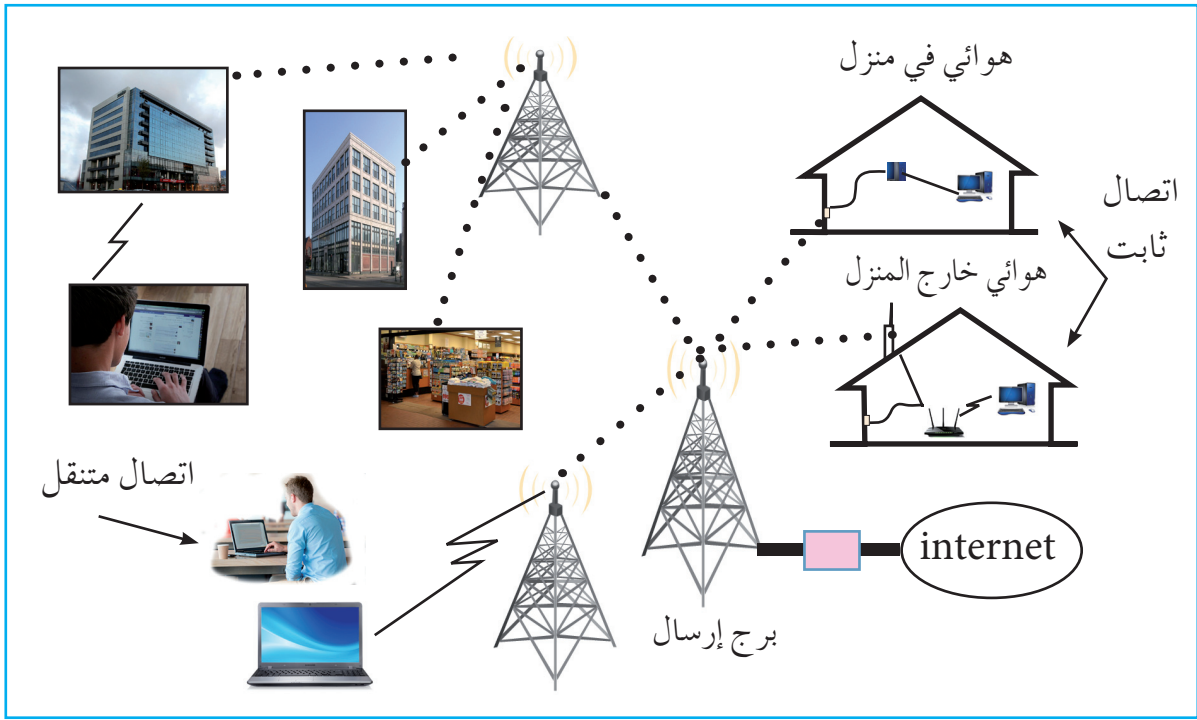 هوائي في منزل
اتصال
ثابت
هوائي خارج المنزل
اتصال متنقل
internet
برج إرسال